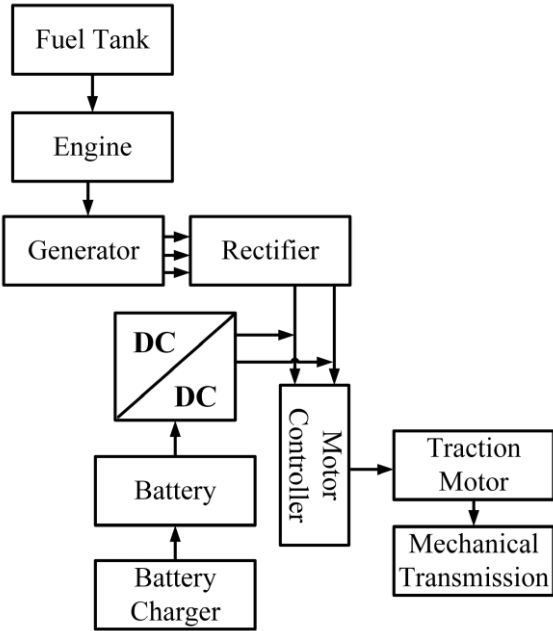 Fuel Tank
Engine
Generator
Rectifier
DC
DC
Motor
Controller
Traction
Motor
Battery
Mechanical
Transmission
Battery
Charger